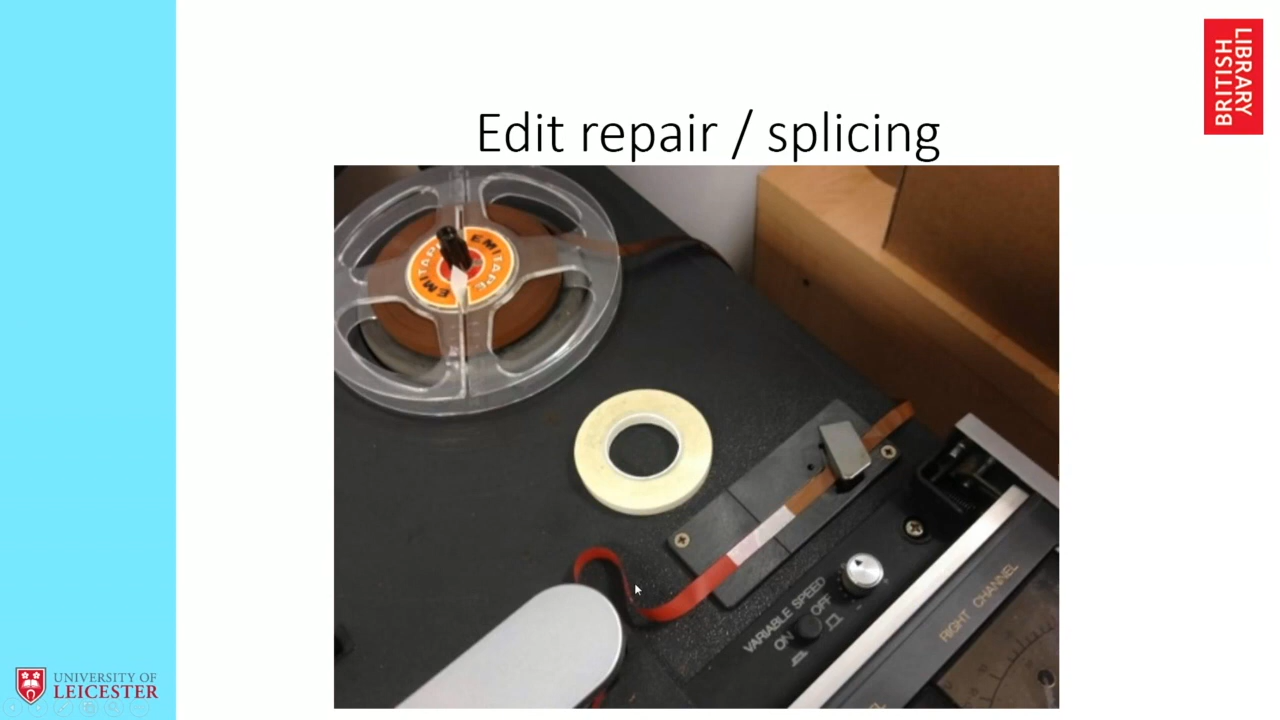 Edit repair / splicing
LIBRARY
BRITISH
EMITAPE
EMITAPE
VARIABLE SPEED
ON
OFF
RIGHT CHANNEL
UNIVERSITY OF
LEICESTER